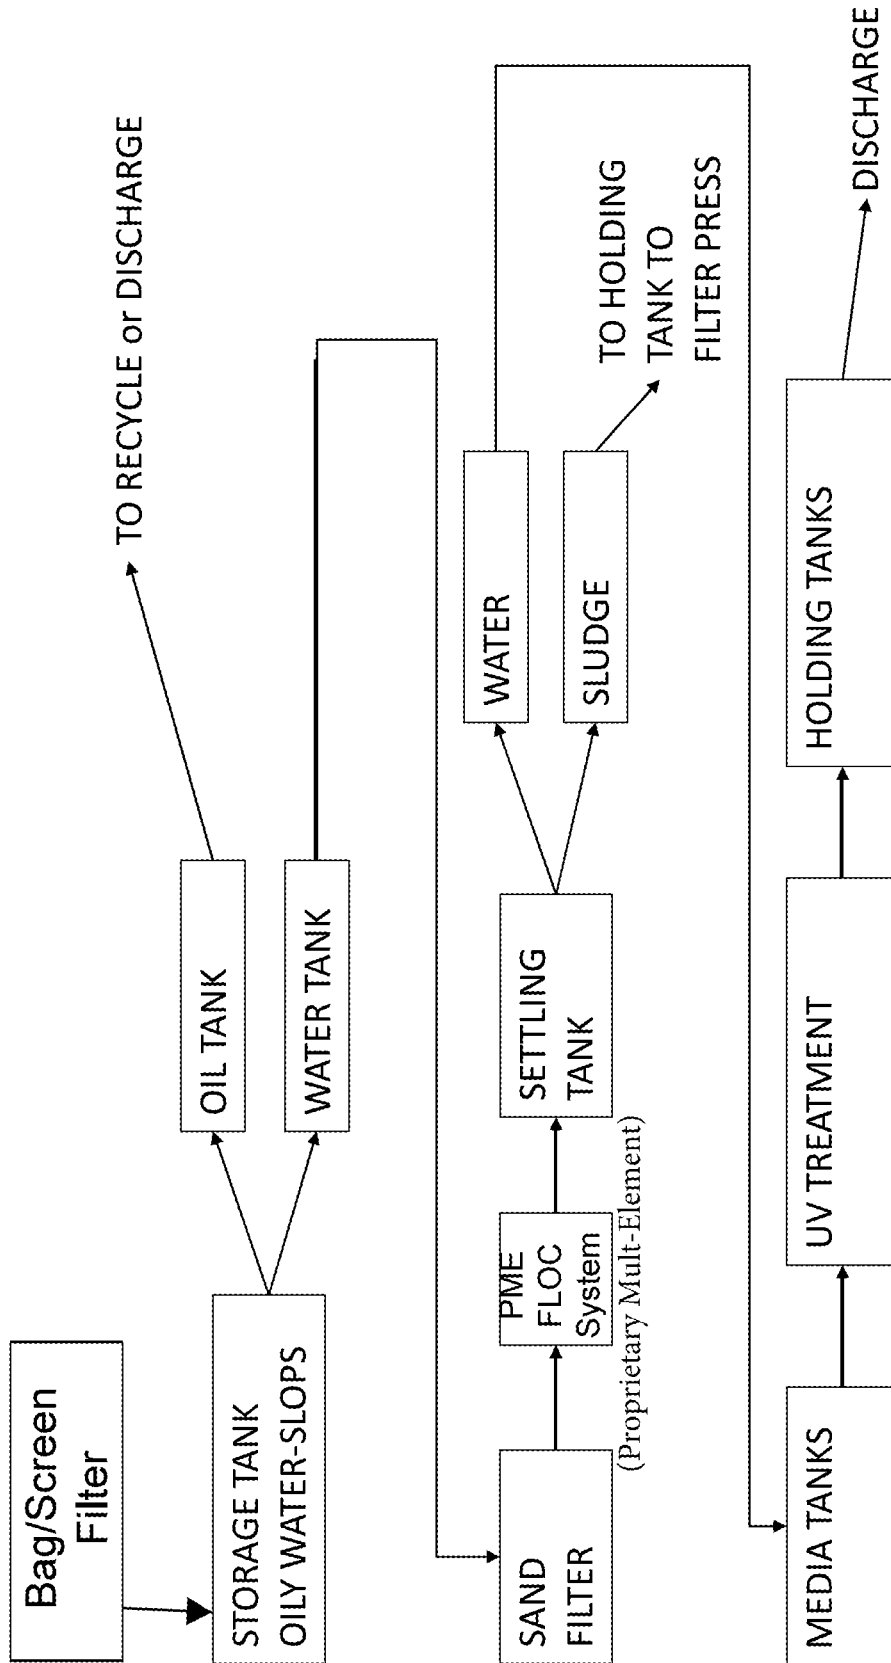 Bag/Screen
Filter
STORAGE TANK
OILY WATER-SLOPS
OIL TANK
TO RECYCLE or DISCHARGE
WATER TANK
SAND
FILTER
PME
FLOC
System
(Proprietary Mult-Element)
SETTLING
TANK
WATER
SLUDGE
TO HOLDING
TANK TO
FILTER PRESS
MEDIA TANKS
UV TREATMENT
HOLDING TANKS
DISCHARGE